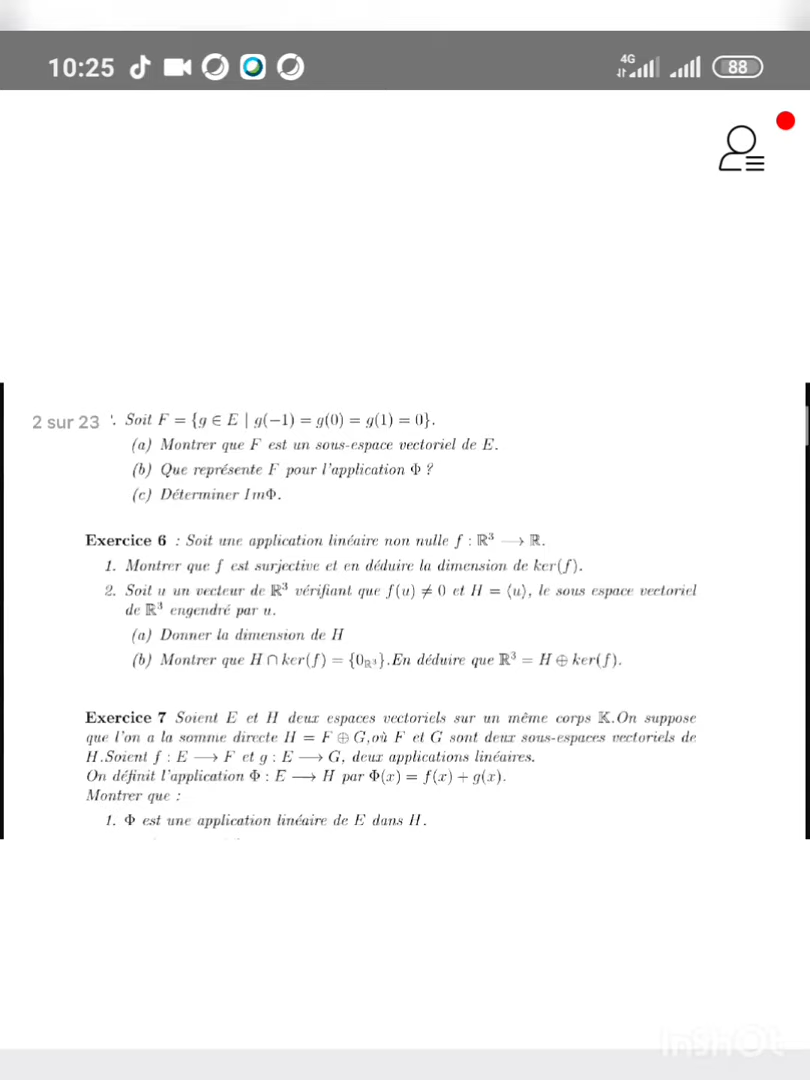 10:25
4G
88
2 sur 23
Soit F = {g ∈ E | g(−1) = g(0) = g(1) = 0}.
(a) Montrer que F est un sous-espace vectoriel de E.
(b) Que représente F pour l'application Φ ?
(c) Déterminer ImΦ.
Exercice 6 : Soit une application linéaire non nulle f : ℝ³ ⟶ ℝ.
1. Montrer que f est surjective et en déduire la dimension de ker(f).
2. Soit u un vecteur de ℝ³ vérifiant que f(u) ≠ 0 et H = ⟨u⟩, le sous espace vectoriel
de ℝ³ engendré par u.
(a) Donner la dimension de H
(b) Montrer que H ∩ ker(f) = {0_ℝ³}.En déduire que ℝ³ = H ⊕ ker(f).
Exercice 7 Soient E et H deux espaces vectoriels sur un même corps 𝕂.On suppose
que l'on a la somme directe H = F ⊕ G,où F et G sont deux sous-espaces vectoriels de
H.Soient f : E ⟶ F et g : E ⟶ G, deux applications linéaires.
On définit l'application Φ : E ⟶ H par Φ(x) = f(x) + g(x).
Montrer que :
1. Φ est une application linéaire de E dans H.
InShOt